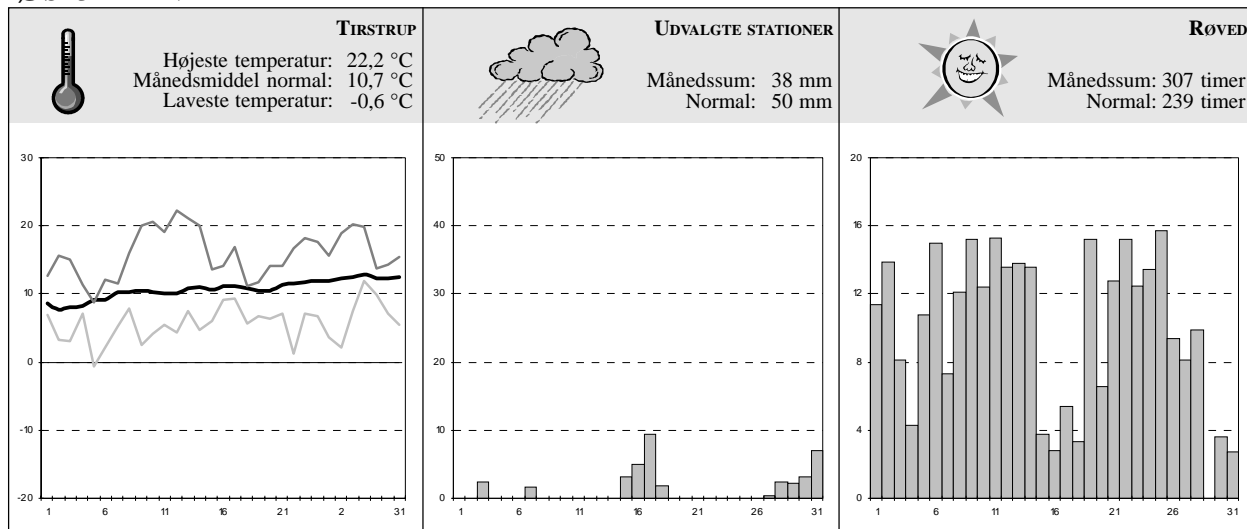 TIRSTRUP
Højeste temperatur: 22,2 °C
Månedsmiddel normal: 10,7 °C
Laveste temperatur: -0,6 °C
UDVALGTE STATIONER
Månedssum: 38 mm
Normal: 50 mm
RØVED
Månedssum: 307 timer
Normal: 239 timer
30
20
10
0
-10
-20
1 6 11 16 21 2 31
50
40
30
20
10
0
1 6 11 16 21 26 31
20
16
12
8
4
0
1 6 11 16 21 26 31